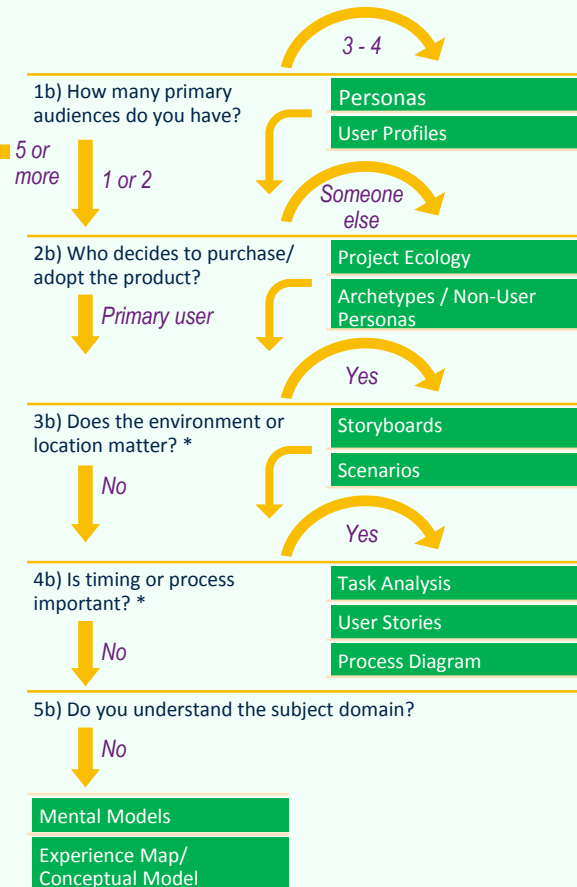 3 - 4
1b) How many primary
audiences do you have?
Personas
User Profiles
5 or
more
1 or 2
Someone
else
2b) Who decides to purchase/
adopt the product?
Project Ecology
Archetypes / Non-User
Personas
Primary user
Yes
3b) Does the environment or
location matter? *
Storyboards
Scenarios
No
Yes
4b) Is timing or process
important? *
Task Analysis
User Stories
Process Diagram
No
5b) Do you understand the subject domain?
No
Mental Models
Experience Map/
Conceptual Model